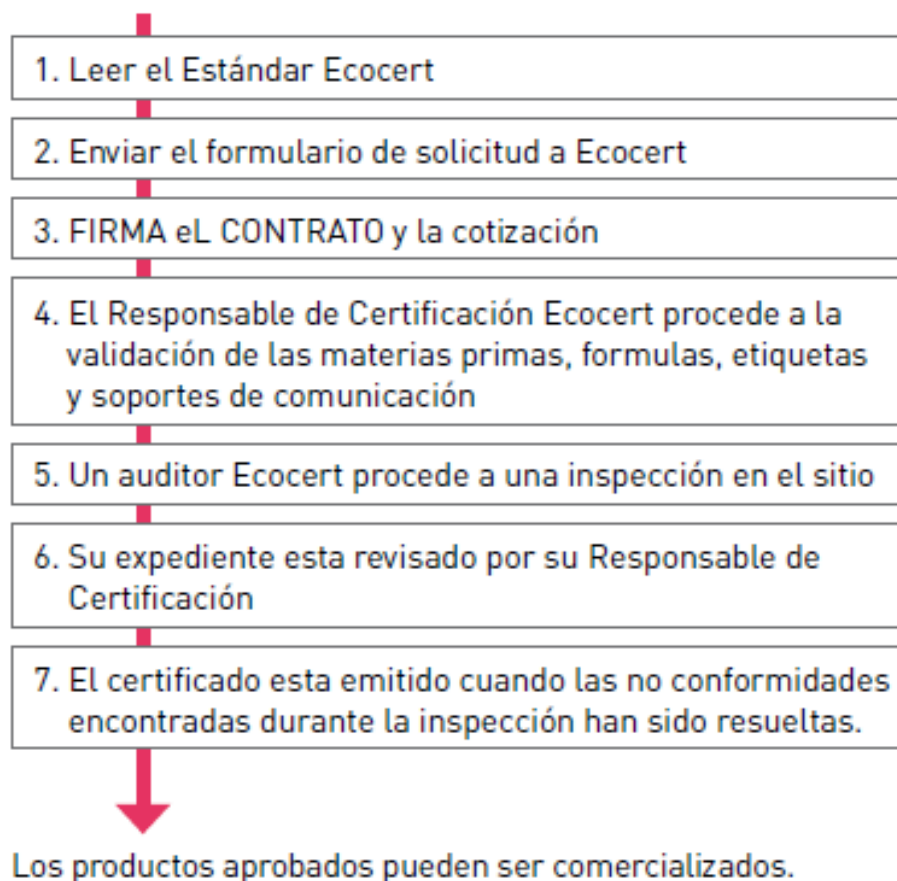 1. Leer el Estándar Ecocert
2. Enviar el formulario de solicitud a Ecocert
3. FIRMA eL CONTRATO y la cotización
4. El Responsable de Certificación Ecocert procede a la
validación de las materias primas, formulas, etiquetas
y soportes de comunicación
5. Un auditor Ecocert procede a una inspección en el sitio
6. Su expediente esta revisado por su Responsable de
Certificación
7. El certificado esta emitido cuando las no conformidades
encontradas durante la inspección han sido resueltas.
Los productos aprobados pueden ser comercializados.